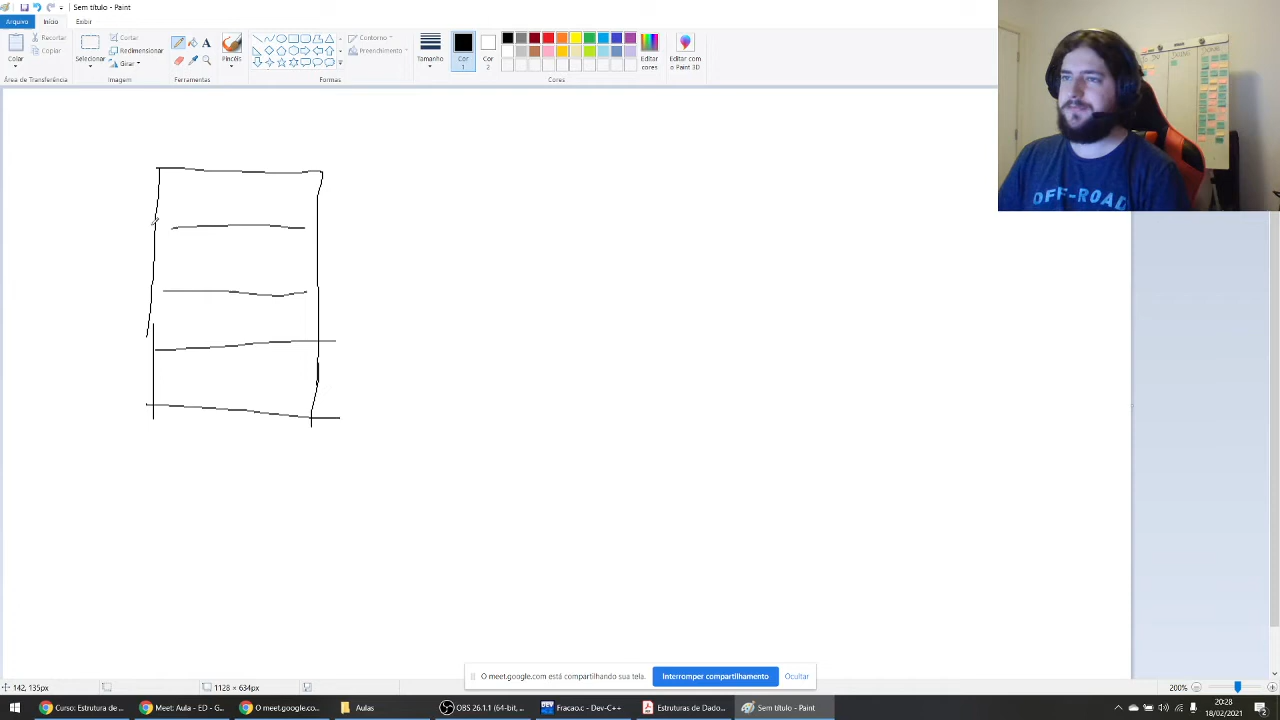 Sem título - Paint
Arquivo Início Exibir
Colar
Recortar
Copiar
Área de Transferência
Selecionar
Cortar
Redimensionar
Girar
Imagem
A
Ferramentas
Pincéis
Contorno
Preenchimento
Formas
Tamanho
Cor 1
Cor 2
Editar cores
Cores
Editar com o Paint 3D
DONE
OFF-ROAD
O meet.google.com está compartilhando sua tela. Interromper compartilhamento Ocultar
135px 1128 × 634px 200%
Curso: Estrutura de ... Meet: Aula - ED - G... O meet.google.co... Aulas OBS 26.1.1 (64-bit, ... Fracao.c - Dev-C++ Estruturas de Dado... Sem título - Paint
20:28
18/02/2021